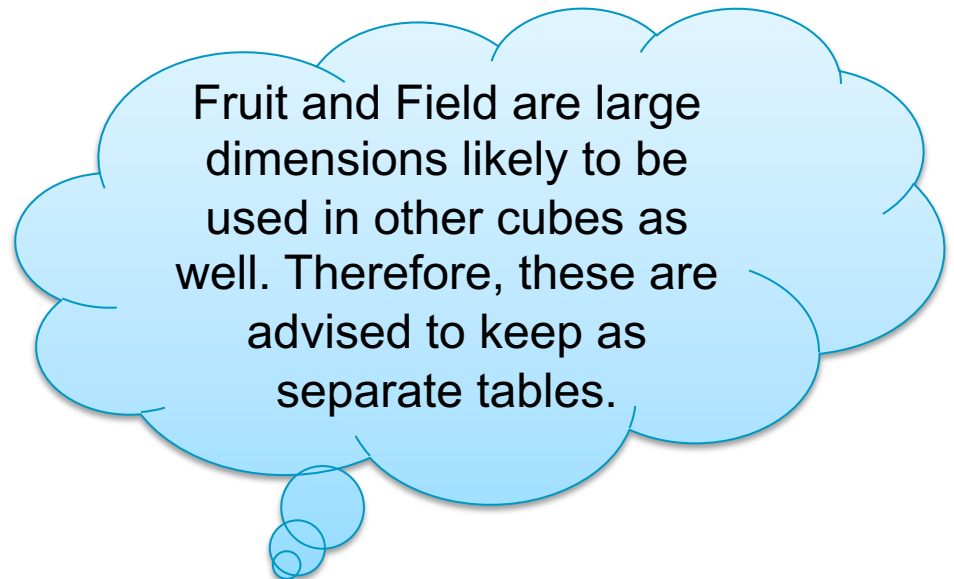 Fruit and Field are large
dimensions likely to be
used in other cubes as
well. Therefore, these are
advised to keep as
separate tables.